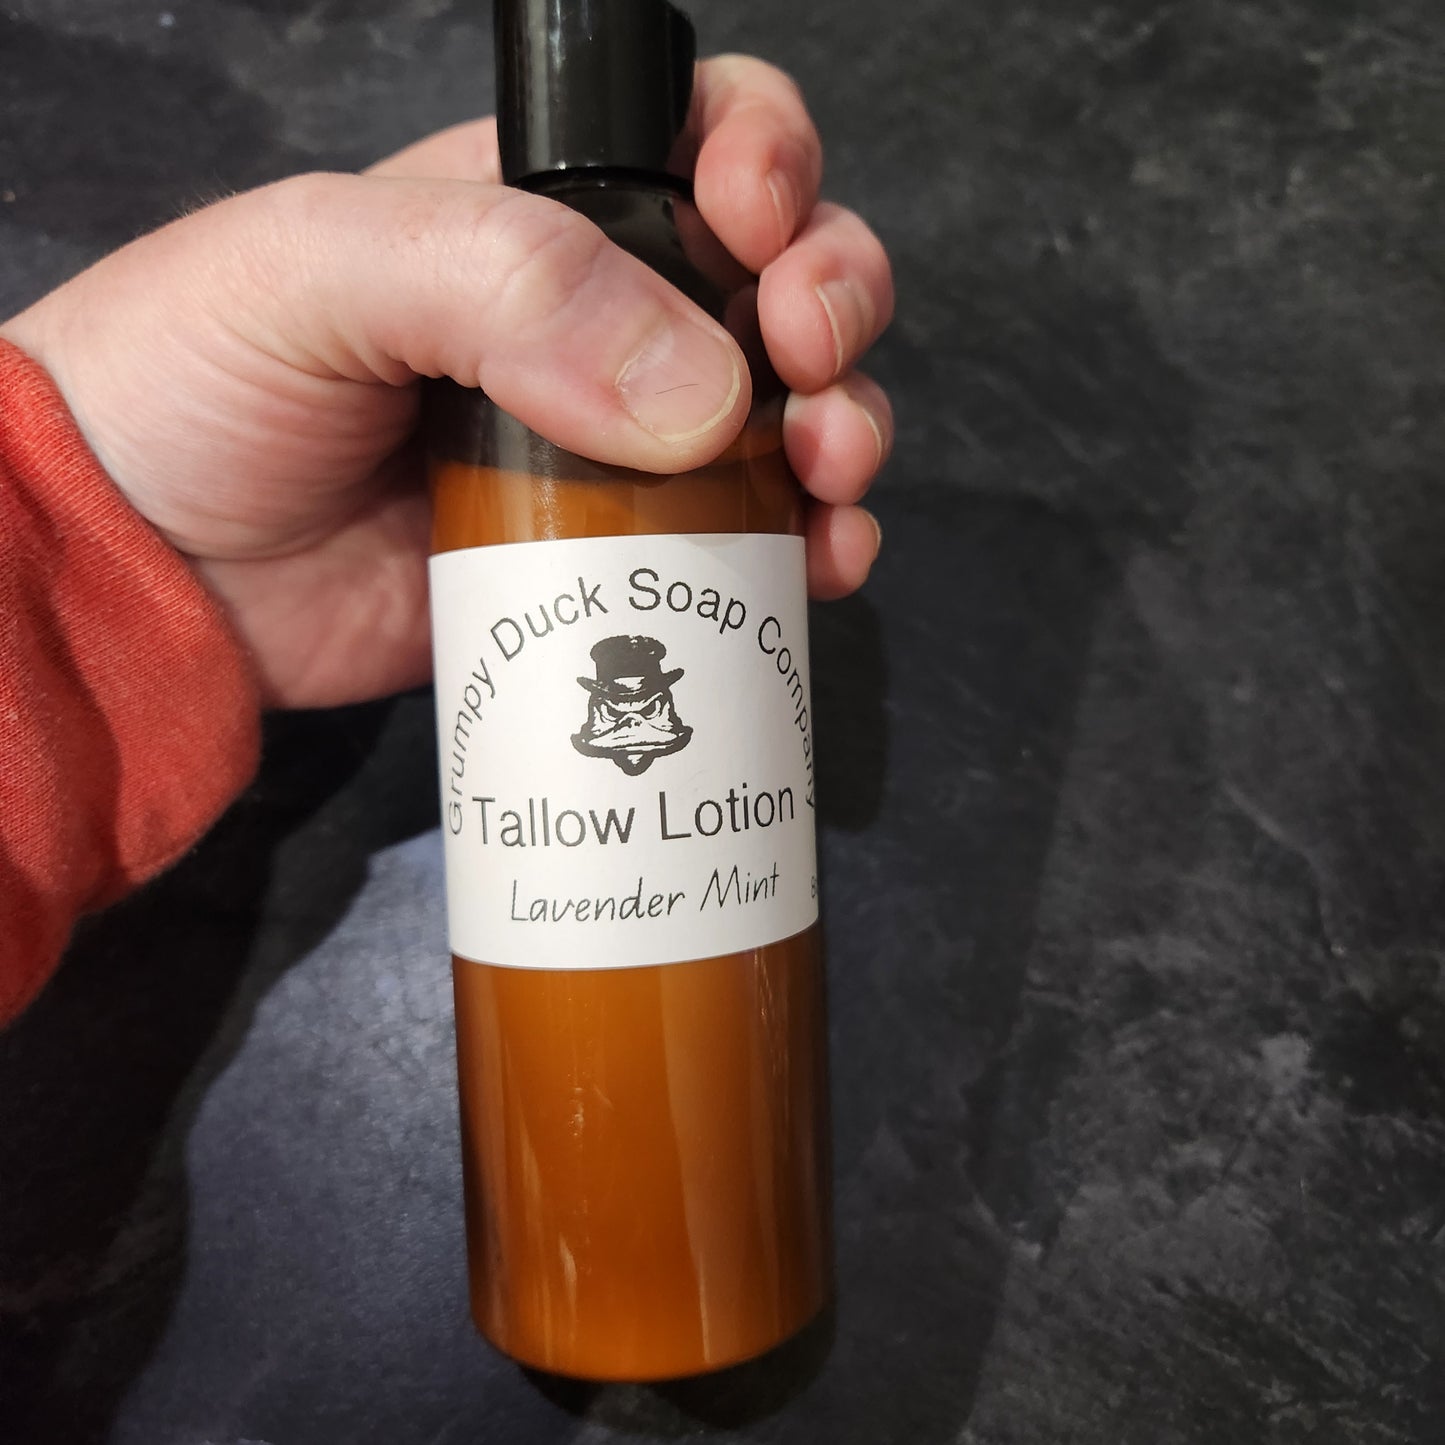 Grumpy Duck Soap Company
Tallow Lotion
Lavender Mint